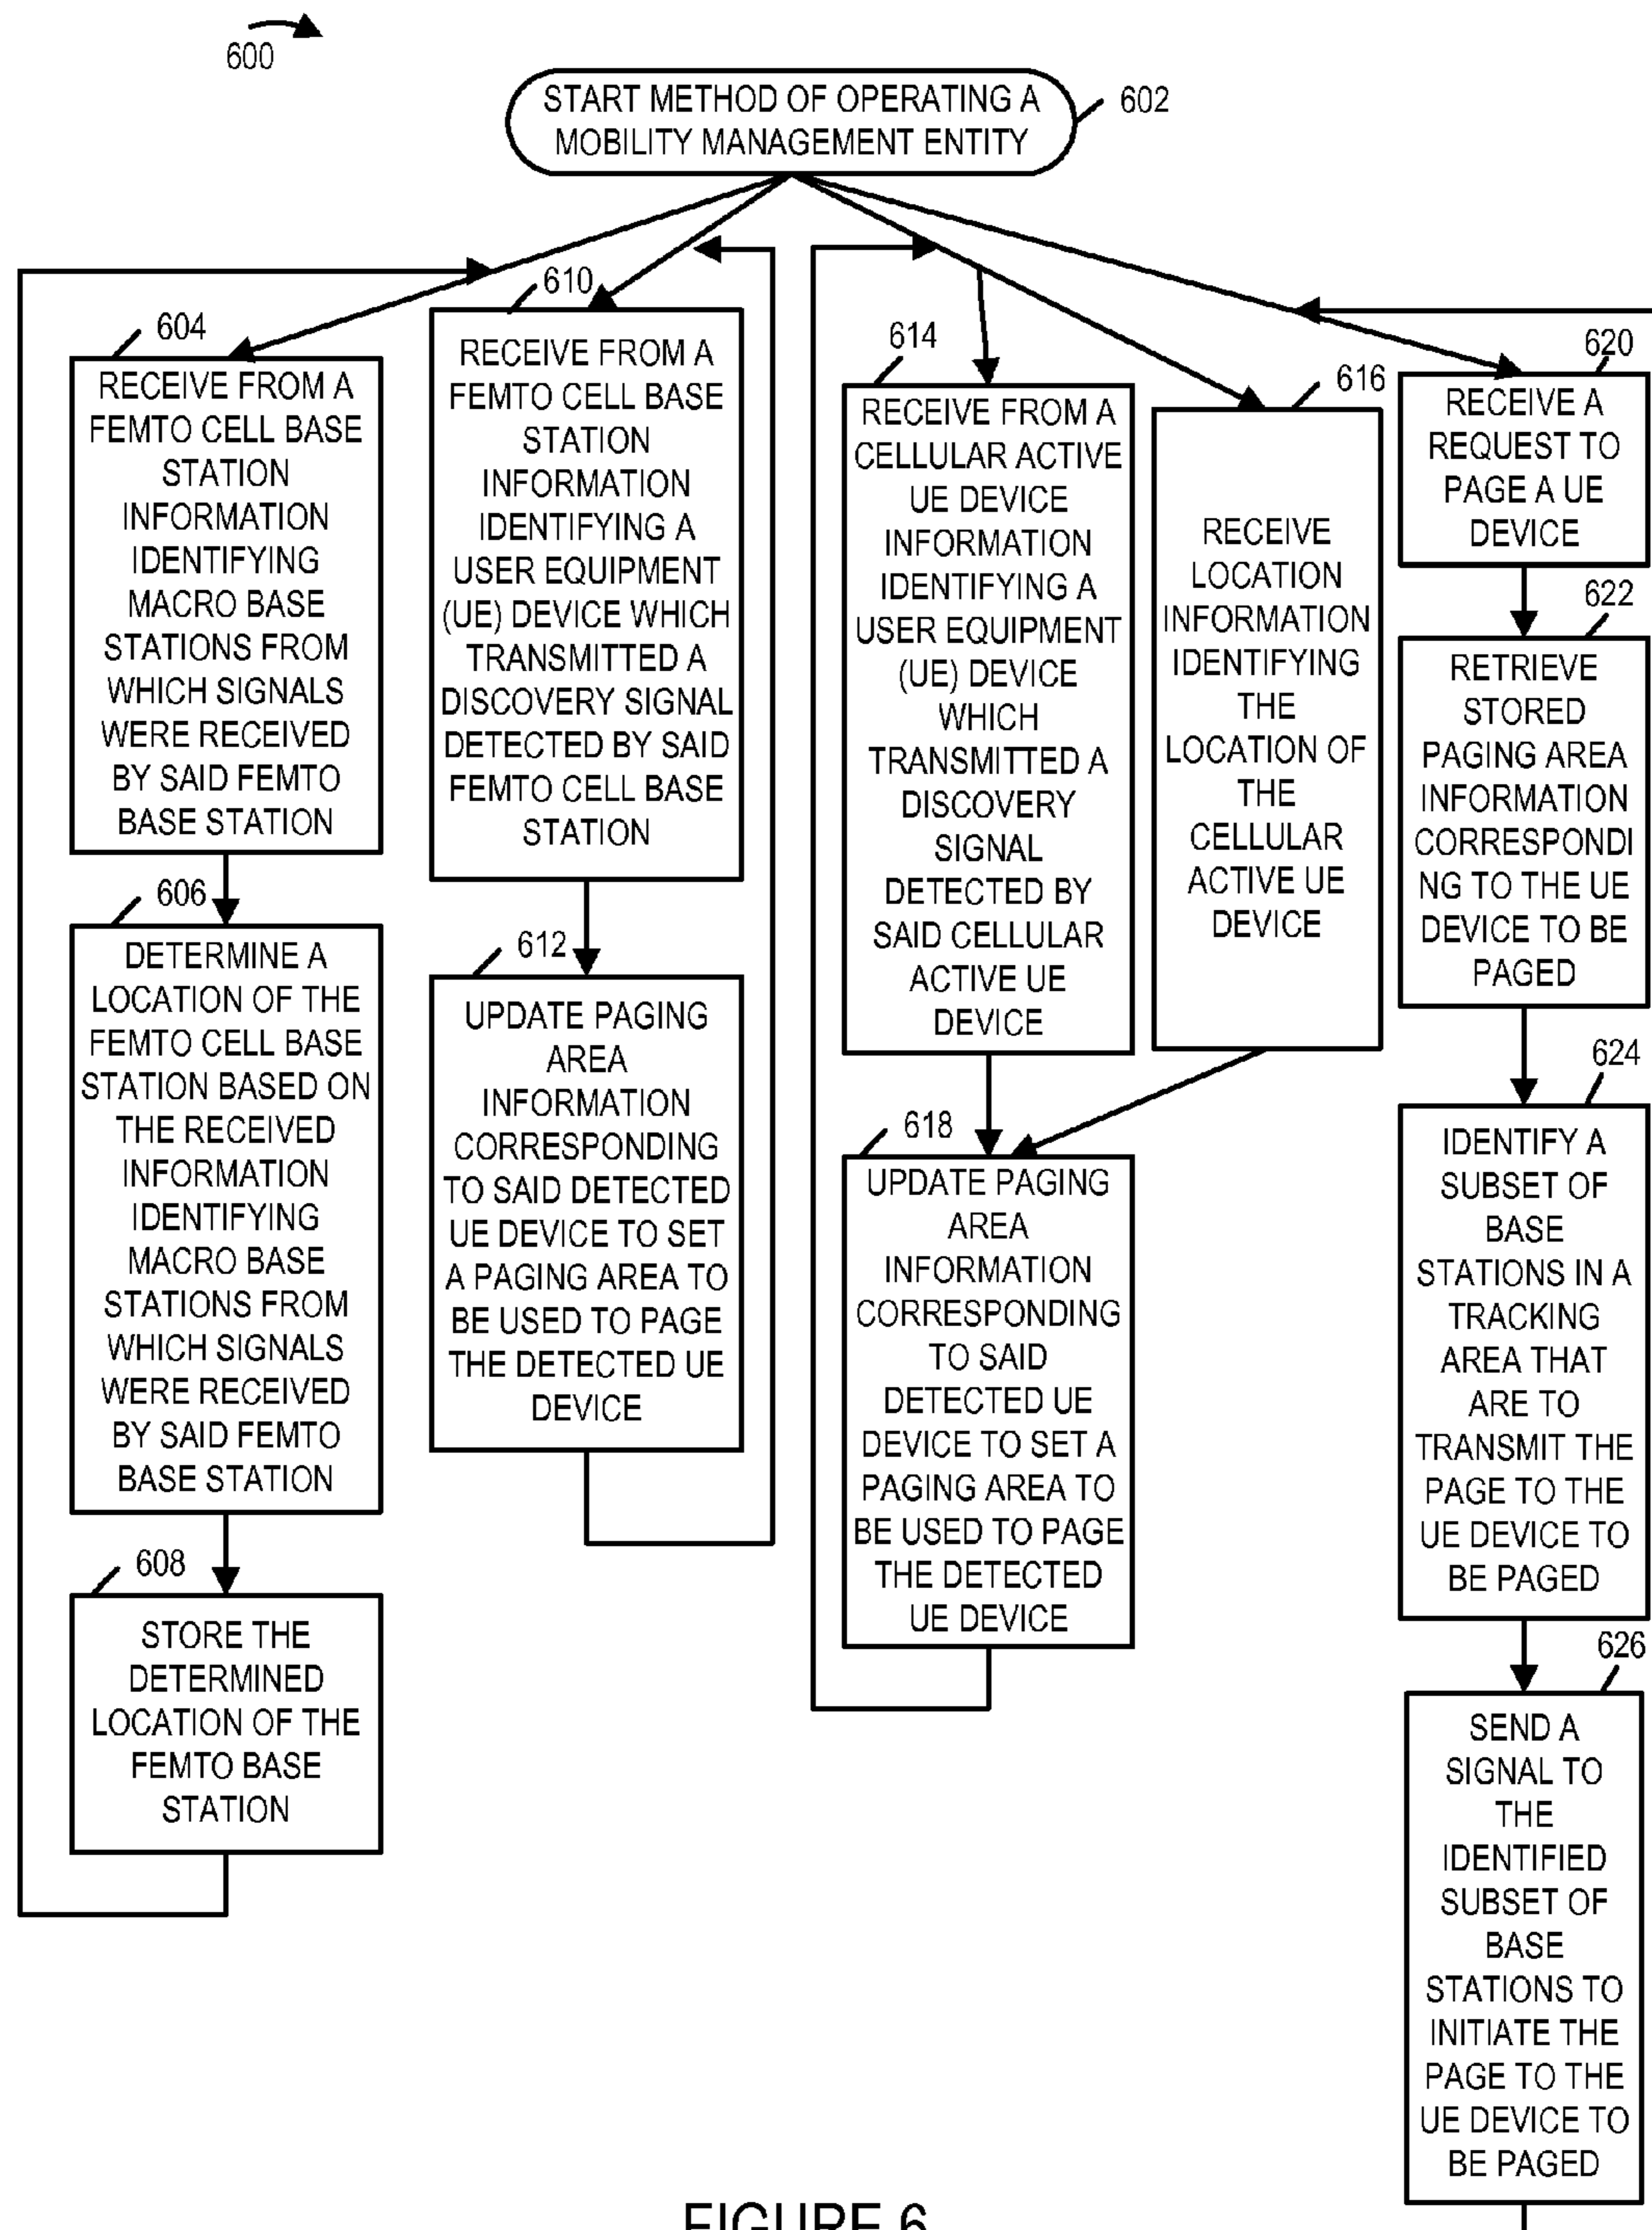 600
START METHOD OF OPERATING A
MOBILITY MANAGEMENT ENTITY
602
604
RECEIVE FROM A
FEMTO CELL BASE
STATION
INFORMATION
IDENTIFYING
MACRO BASE
STATIONS FROM
WHICH SIGNALS
WERE RECEIVED
BY SAID FEMTO
BASE STATION
606
DETERMINE A
LOCATION OF THE
FEMTO CELL BASE
STATION BASED ON
THE RECEIVED
INFORMATION
IDENTIFYING
MACRO BASE
STATIONS FROM
WHICH SIGNALS
WERE RECEIVED
BY SAID FEMTO
BASE STATION
608
STORE THE
DETERMINED
LOCATION OF THE
FEMTO BASE
STATION
610
RECEIVE FROM A
FEMTO CELL BASE
STATION
INFORMATION
IDENTIFYING A
USER EQUIPMENT
(UE) DEVICE WHICH
TRANSMITTED A
DISCOVERY SIGNAL
DETECTED BY SAID
FEMTO CELL BASE
STATION
612
UPDATE PAGING
AREA
INFORMATION
CORRESPONDING
TO SAID DETECTED
UE DEVICE TO SET
A PAGING AREA TO
BE USED TO PAGE
THE DETECTED UE
DEVICE
614
RECEIVE FROM A
CELLULAR ACTIVE
UE DEVICE
INFORMATION
IDENTIFYING A
USER EQUIPMENT
(UE) DEVICE
WHICH
TRANSMITTED A
DISCOVERY
SIGNAL
DETECTED BY
SAID CELLULAR
ACTIVE UE
DEVICE
616
RECEIVE
LOCATION
INFORMATION
IDENTIFYING
THE
LOCATION OF
THE
CELLULAR
ACTIVE UE
DEVICE
618
UPDATE PAGING
AREA
INFORMATION
CORRESPONDING
TO SAID
DETECTED UE
DEVICE TO SET A
PAGING AREA TO
BE USED TO PAGE
THE DETECTED
UE DEVICE
620
RECEIVE A
REQUEST TO
PAGE A UE
DEVICE
622
RETRIEVE
STORED
PAGING AREA
INFORMATION
CORRESPONDI
NG TO THE UE
DEVICE TO BE
PAGED
624
IDENTIFY A
SUBSET OF
BASE
STATIONS IN A
TRACKING
AREA THAT
ARE TO
TRANSMIT THE
PAGE TO THE
UE DEVICE TO
BE PAGED
626
SEND A
SIGNAL TO
THE
IDENTIFIED
SUBSET OF
BASE
STATIONS TO
INITIATE THE
PAGE TO THE
UE DEVICE TO
BE PAGED
FIGURE 6